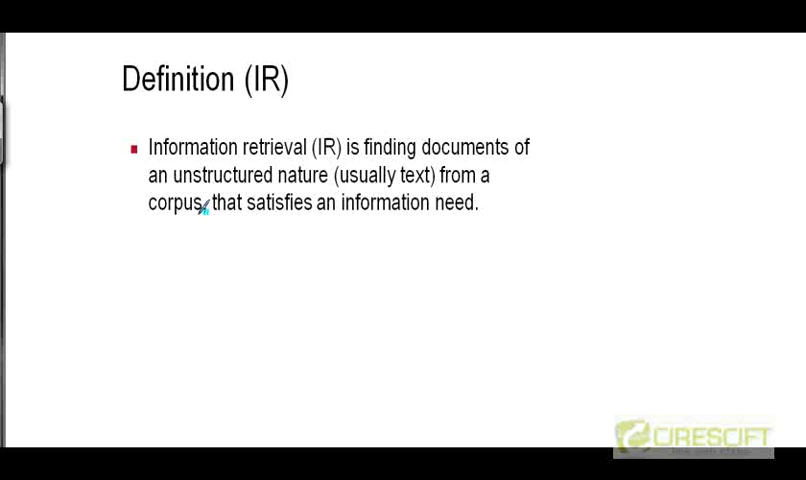 Definition (IR)
Information retrieval (IR) is finding documents of
an unstructured nature (usually text) from a
corpus, that satisfies an information need.